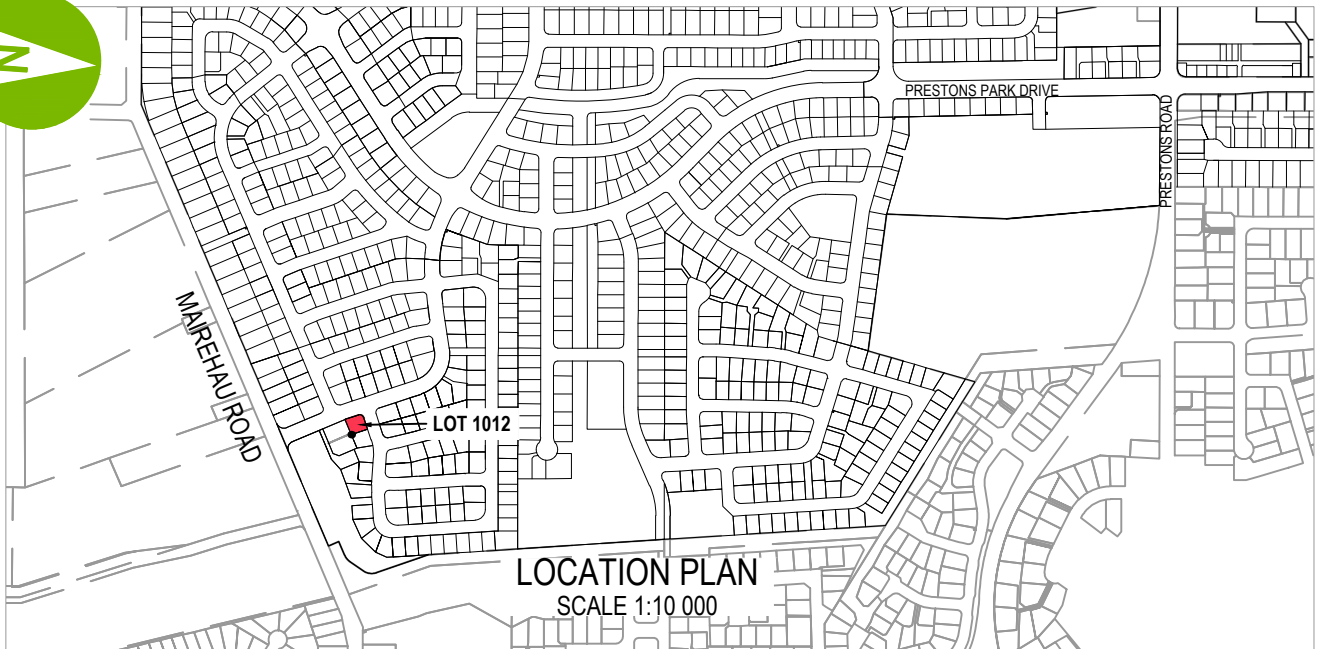 N
PRESTONS PARK DRIVE
PRESTONS ROAD
MAIREHAU ROAD
LOT 1012
LOCATION PLAN
SCALE 1:10 000